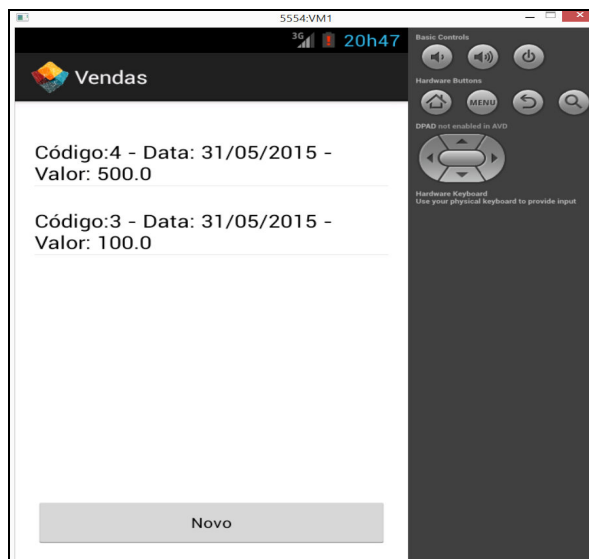 5554:VM1
3G 20h47
Vendas
Código:4 - Data: 31/05/2015 -
Valor: 500.0
Código:3 - Data: 31/05/2015 -
Valor: 100.0
Novo
Basic Controls
Hardware Buttons
MENU
DPAD not enabled in AVD
Hardware Keyboard
Use your physical keyboard to provide input